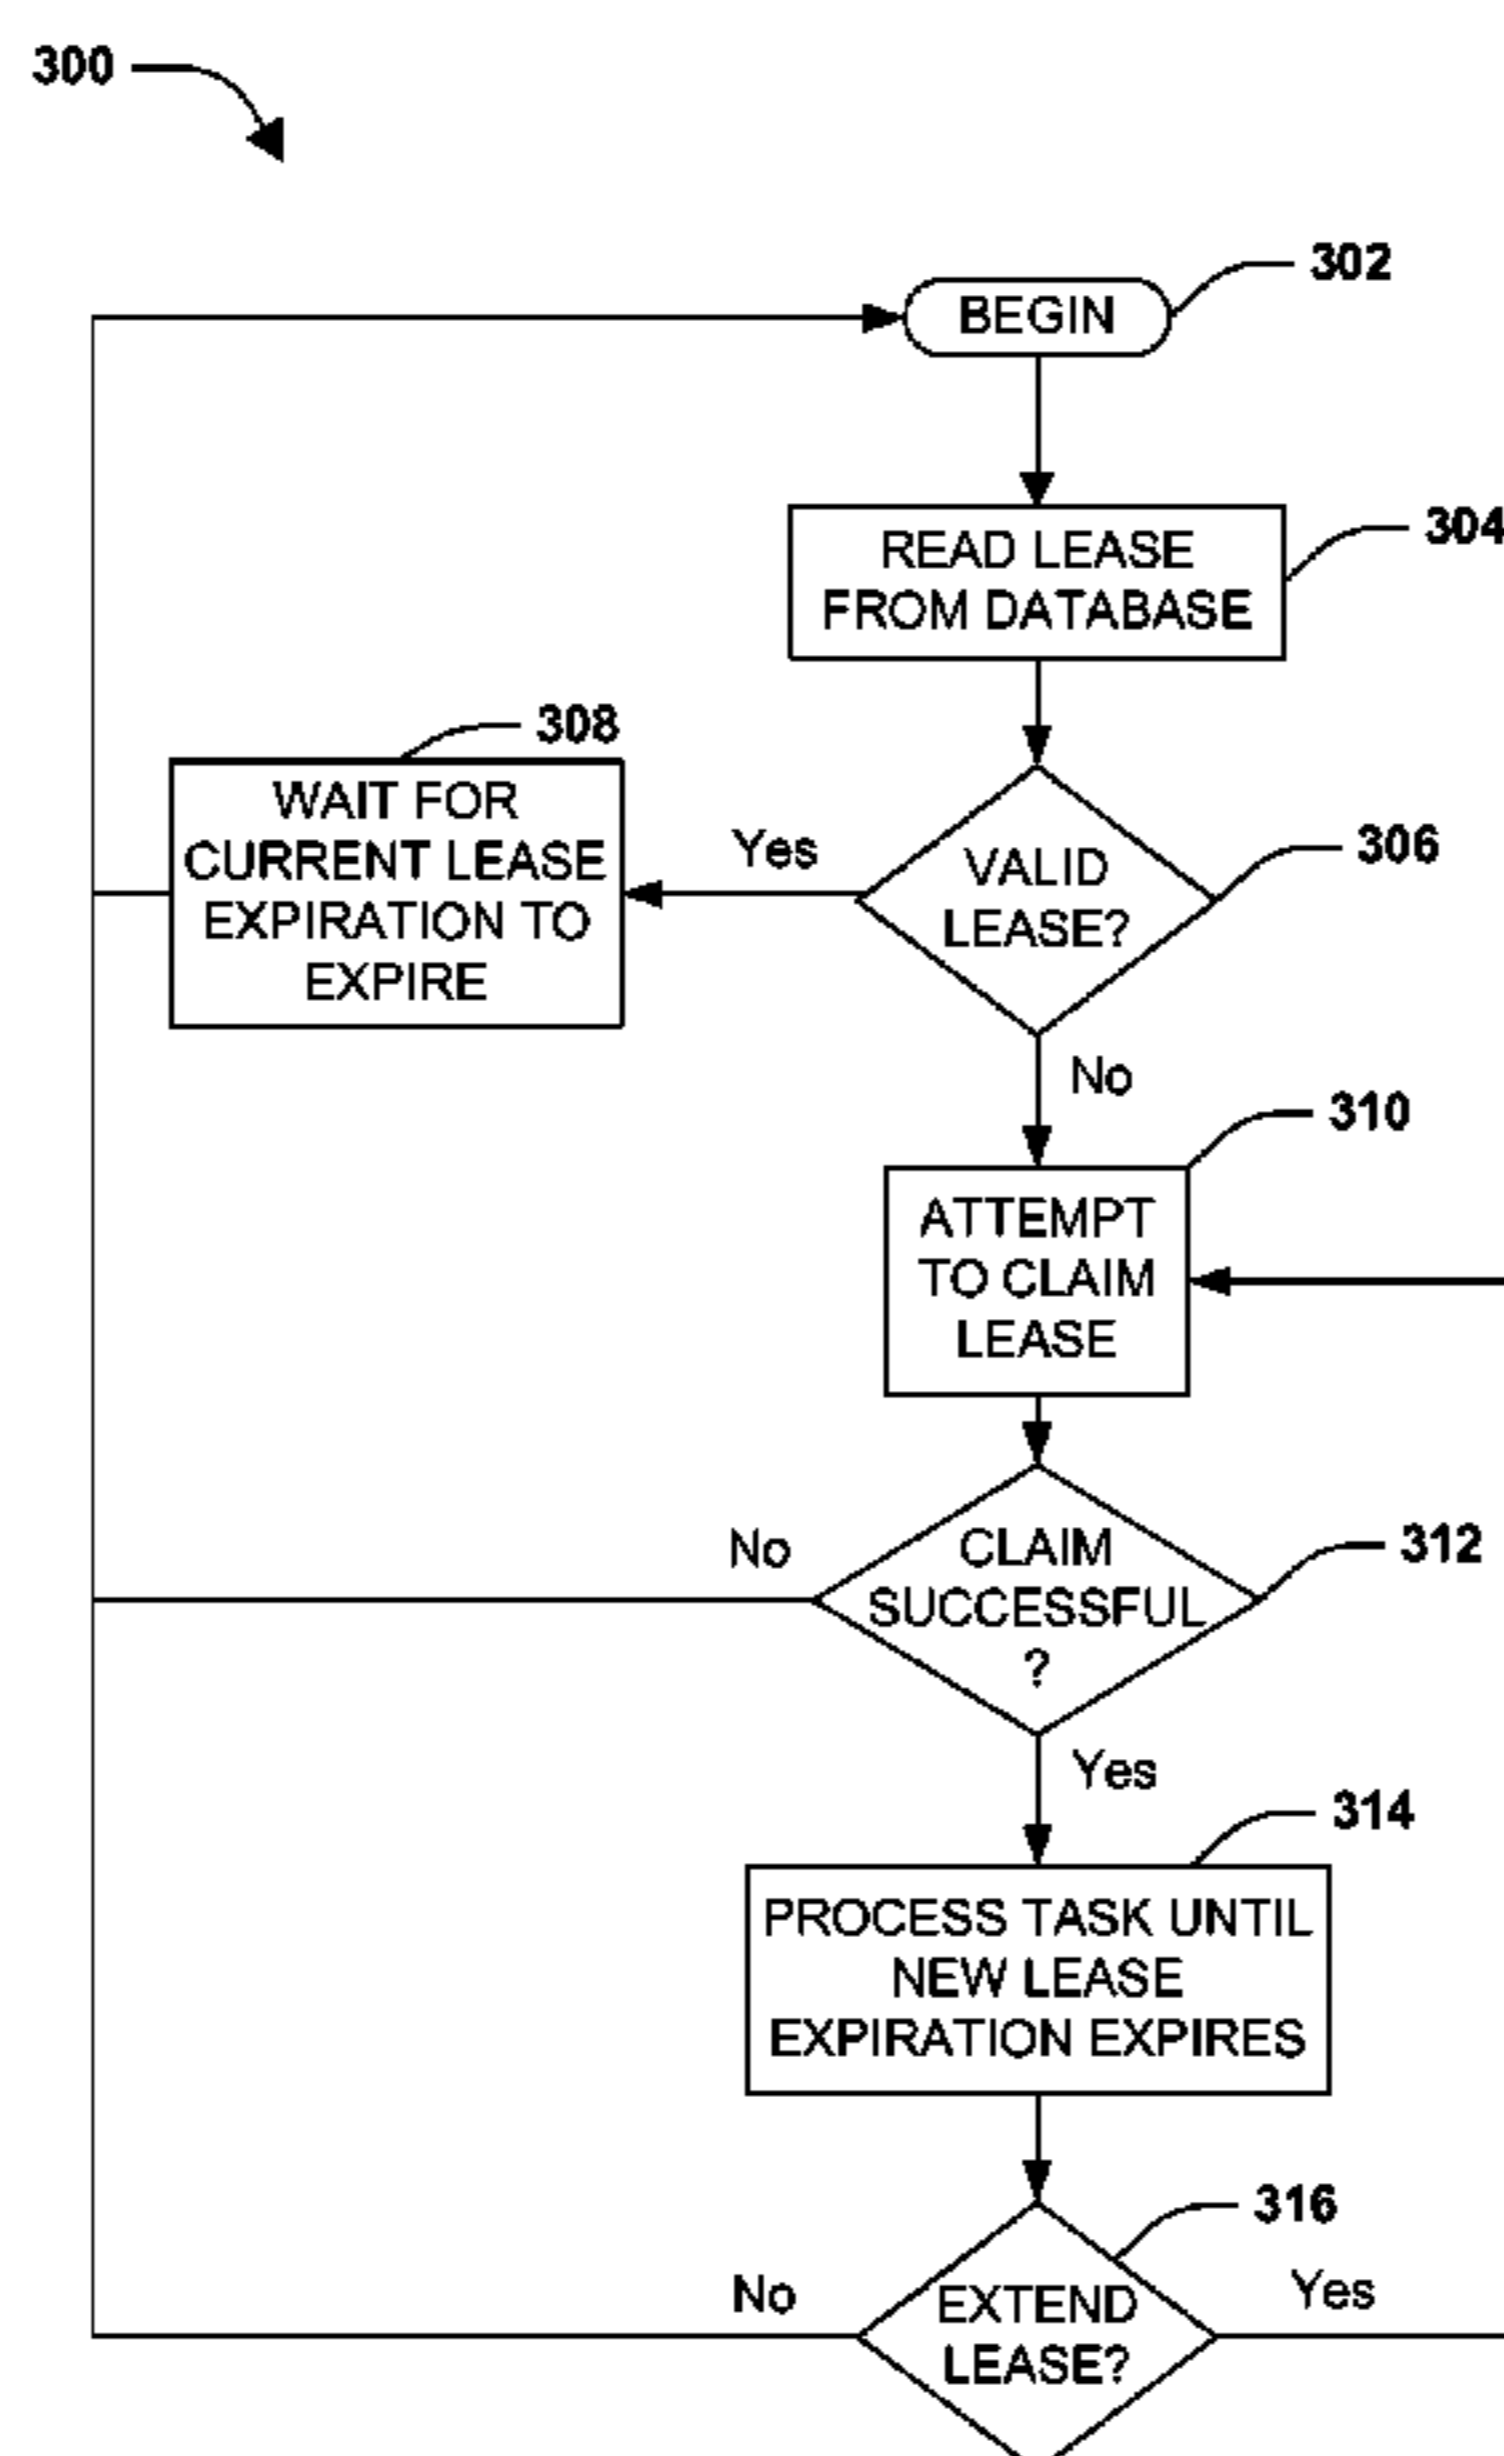 300
302
BEGIN
304
READ LEASE
FROM DATABASE
308
WAIT FOR
CURRENT LEASE
EXPIRATION TO
EXPIRE
Yes
306
VALID
LEASE?
No
310
ATTEMPT
TO CLAIM
LEASE
No
312
CLAIM
SUCCESSFUL
?
Yes
314
PROCESS TASK UNTIL
NEW LEASE
EXPIRATION EXPIRES
316
No
EXTEND
LEASE?
Yes